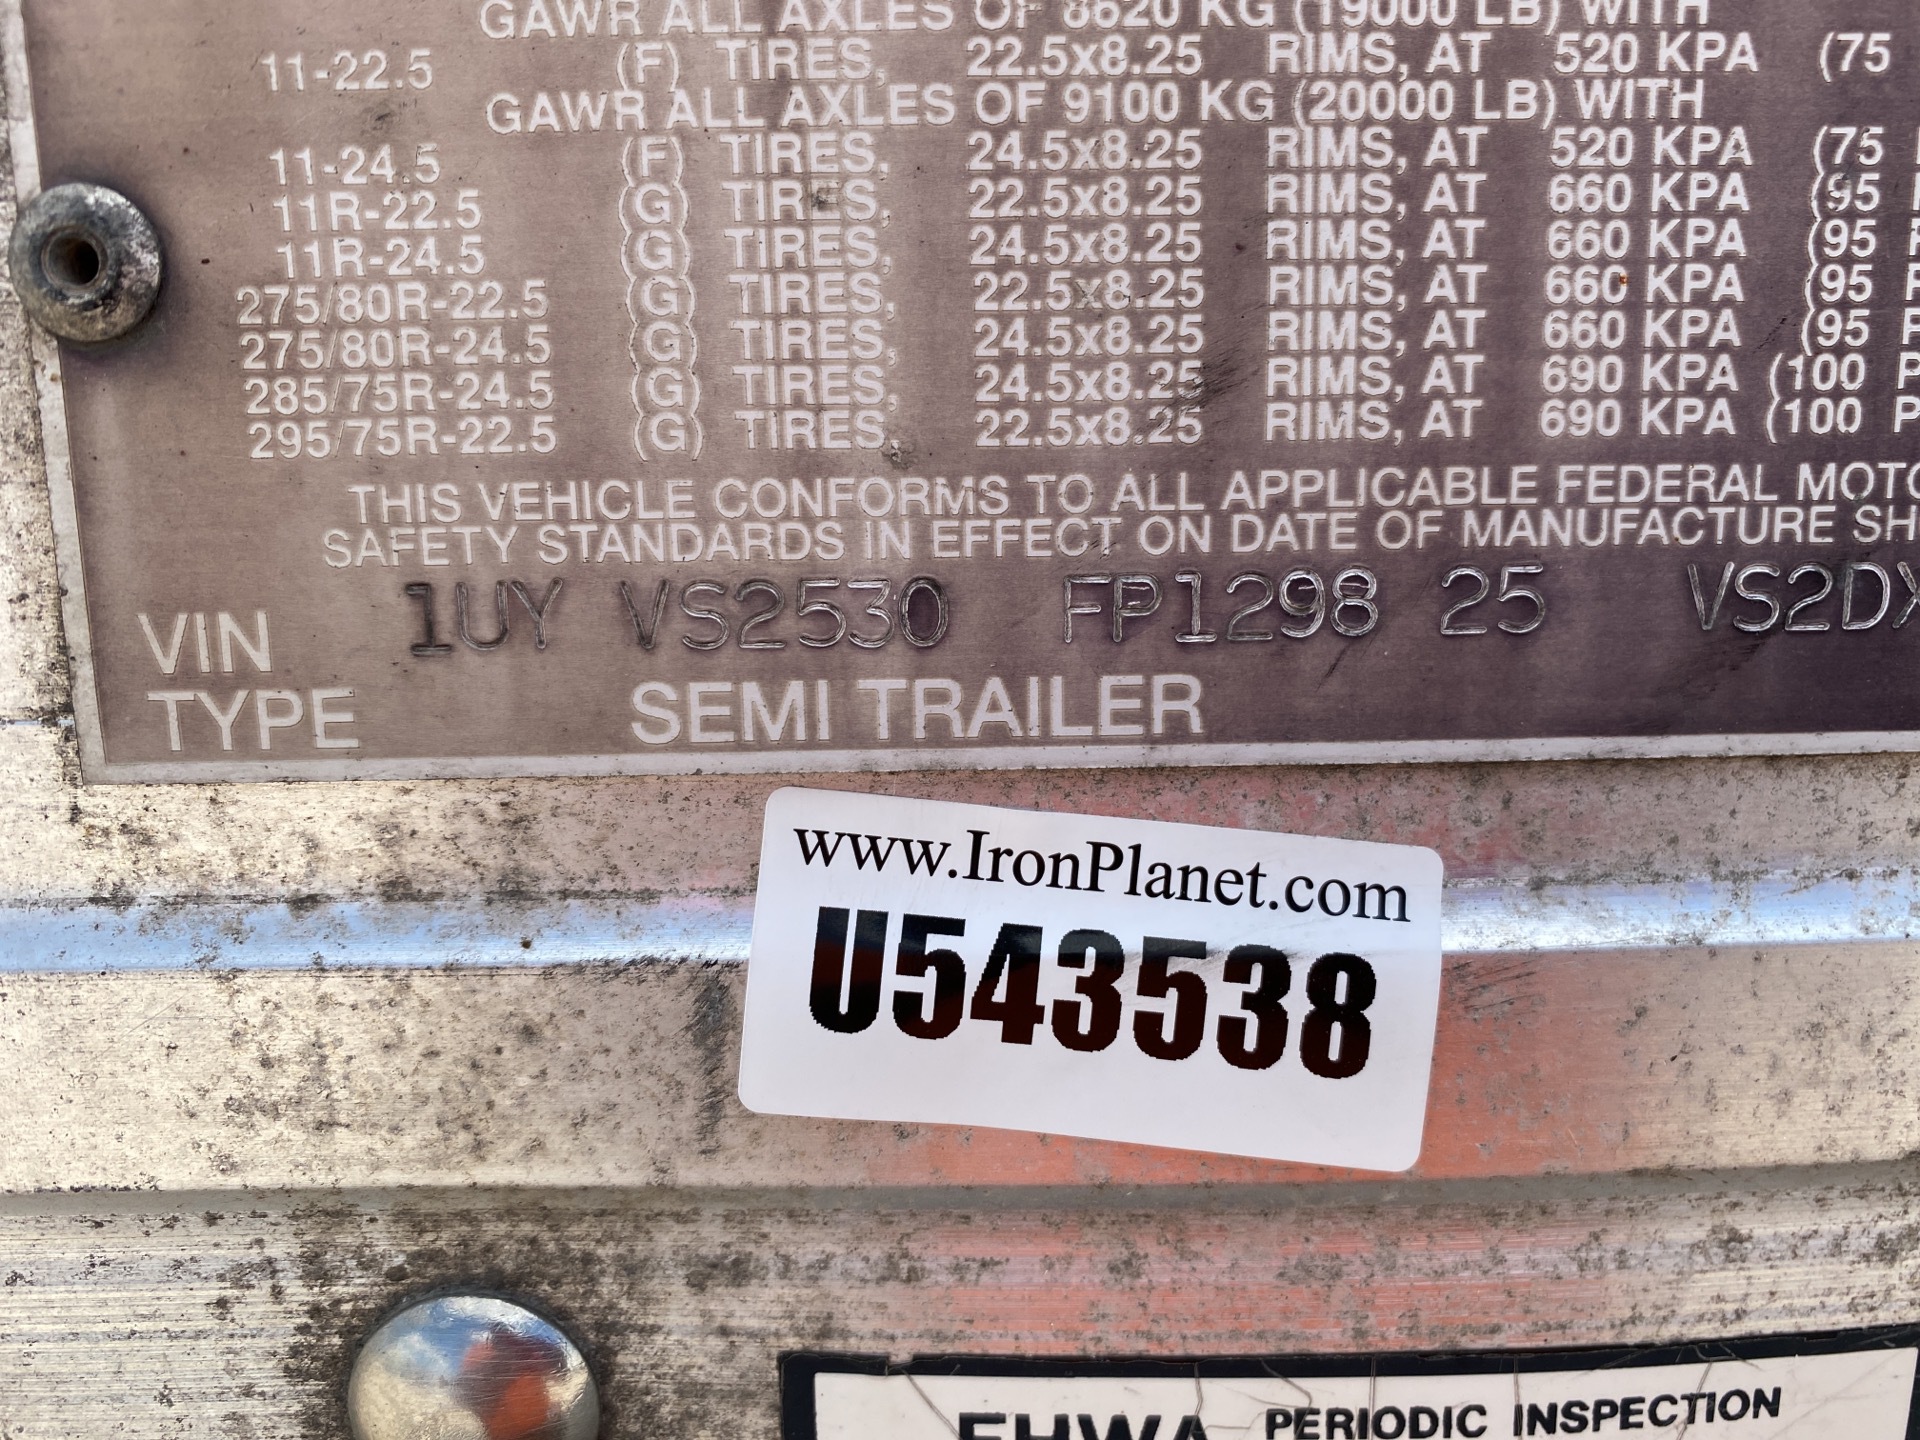 GAWR ALL AXLES OF 8620 KG (19000 LB) WITH
11-22.5 (F) TIRES, 22.5x8.25 RIMS, AT 520 KPA (75
GAWR ALL AXLES OF 9100 KG (20000 LB) WITH
11-24.5 (F) TIRES, 24.5x8.25 RIMS, AT 520 KPA (75
11R-22.5 (G) TIRES, 22.5x8.25 RIMS, AT 660 KPA (95
11R-24.5 (G) TIRES, 24.5x8.25 RIMS, AT 660 KPA (95
275/80R-22.5 (G) TIRES, 22.5x8.25 RIMS, AT 660 KPA (95
275/80R-24.5 (G) TIRES, 24.5x8.25 RIMS, AT 660 KPA (95
285/75R-24.5 (G) TIRES, 24.5x8.25 RIMS, AT 690 KPA (100 P
295/75R-22.5 (G) TIRES, 22.5x8.25 RIMS, AT 690 KPA (100 P
THIS VEHICLE CONFORMS TO ALL APPLICABLE FEDERAL MOTO
SAFETY STANDARDS IN EFFECT ON DATE OF MANUFACTURE SH
VIN 1UY VS2530 FP1298 25 VS2DX
TYPE SEMI TRAILER
www.IronPlanet.com
U543538
FHWA PERIODIC INSPECTION